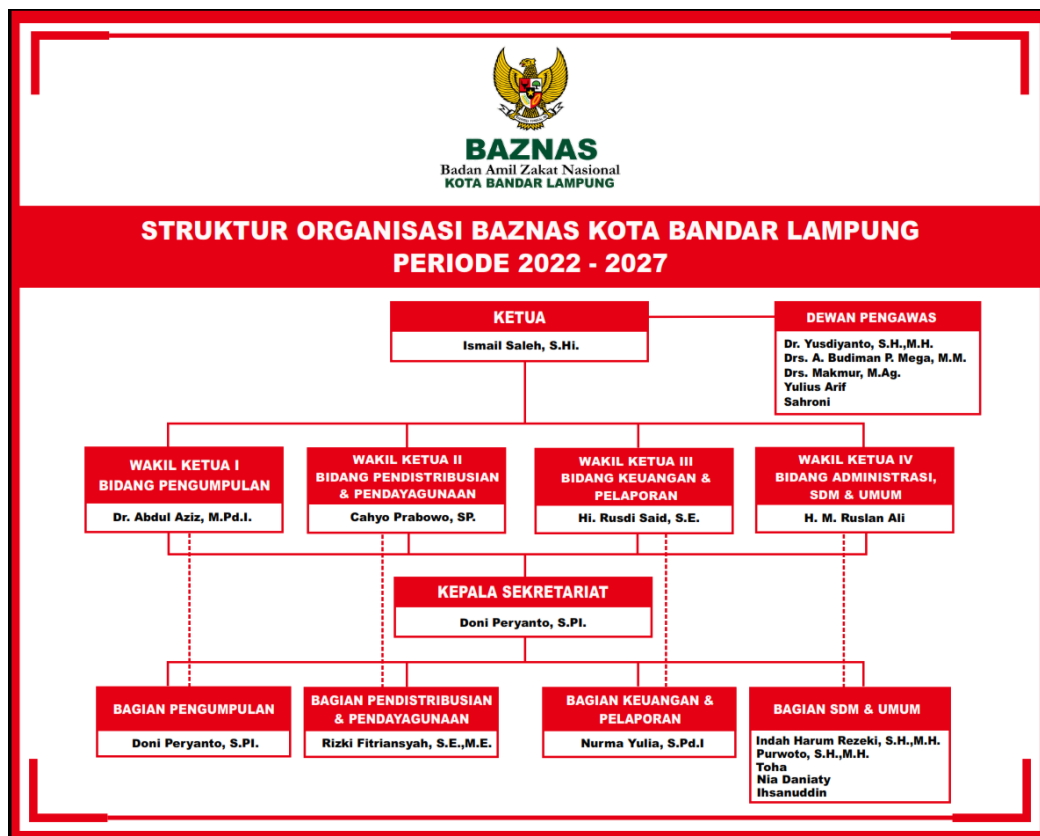 BAZNAS
Badan Amil Zakat Nasional
KOTA BANDAR LAMPUNG
STRUKTUR ORGANISASI BAZNAS KOTA BANDAR LAMPUNG
PERIODE 2022 - 2027
KETUA
Ismail Saleh, S.Hi.
DEWAN PENGAWAS
Dr. Yusdiyanto, S.H.,M.H.
Drs. A. Budiman P. Mega, M.M.
Drs. Makmur, M.Ag.
Yulius Arif
Sahroni
WAKIL KETUA I
BIDANG PENGUMPULAN
Dr. Abdul Aziz, M.Pd.I.
WAKIL KETUA II
BIDANG PENDISTRIBUSIAN
& PENDAYAGUNAAN
Cahyo Prabowo, SP.
WAKIL KETUA III
BIDANG KEUANGAN &
PELAPORAN
Hi. Rusdi Said, S.E.
WAKIL KETUA IV
BIDANG ADMINISTRASI,
SDM & UMUM
H. M. Ruslan Ali
KEPALA SEKRETARIAT
Doni Peryanto, S.PI.
BAGIAN PENGUMPULAN
Doni Peryanto, S.PI.
BAGIAN PENDISTRIBUSIAN
& PENDAYAGUNAAN
Rizki Fitriansyah, S.E.,M.E.
BAGIAN KEUANGAN &
PELAPORAN
Nurma Yulia, S.Pd.I
BAGIAN SDM & UMUM
Indah Harum Rezeki, S.H.,M.H.
Purwoto, S.H.,M.H.
Toha
Nia Daniaty
Ihsanuddin